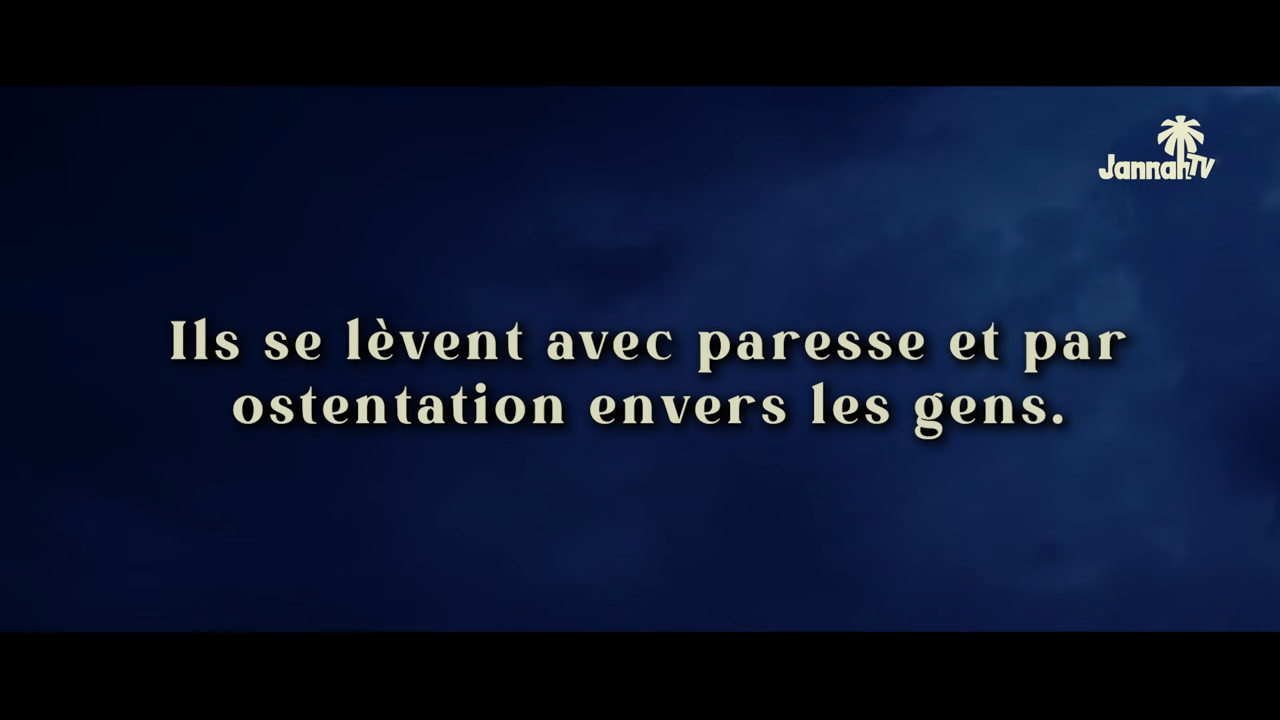 JannahTV
Ils se lèvent avec paresse et par
ostentation envers les gens.